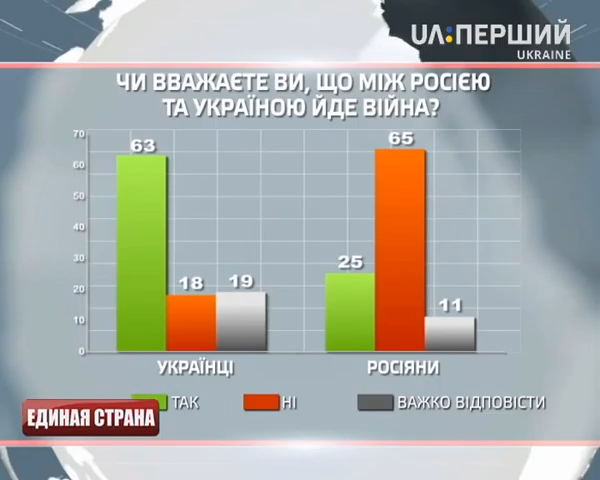 UA:ПЕРШИЙ
UKRAINE
ЧИ ВВАЖАЄТЕ ВИ, ЩО МІЖ РОСІЄЮ
ТА УКРАЇНОЮ ЙДЕ ВІЙНА?
70
60
50
40
30
20
10
0
63
18
19
25
65
11
УКРАЇНЦІ
РОСІЯНИ
ТАК
НІ
ВАЖКО ВІДПОВІСТИ
ЕДИНАЯ СТРАНА